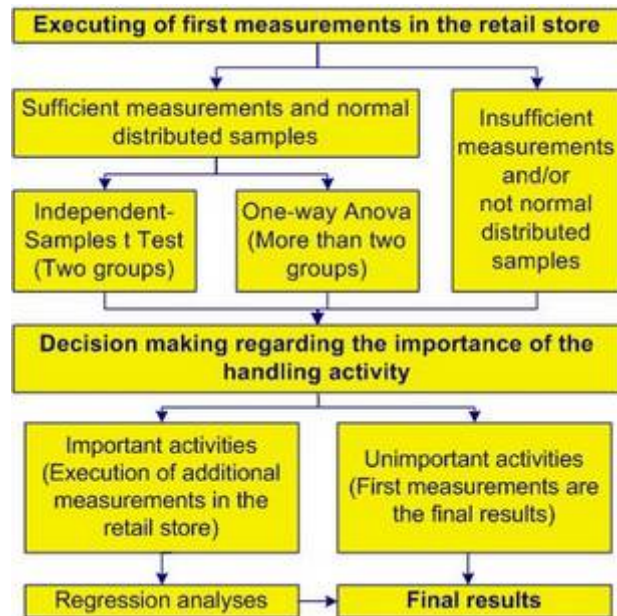 Executing of first measurements in the retail store
Sufficient measurements and normal
distributed samples
Insufficient
measurements
and/or
not normal
distributed
samples
Independent-
Samples t Test
(Two groups)
One-way Anova
(More than two
groups)
Decision making regarding the importance of the
handling activity
Important activities
(Execution of additional
measurements in the
retail store)
Unimportant activities
(First measurements are
the final results)
Regression analyses
Final results